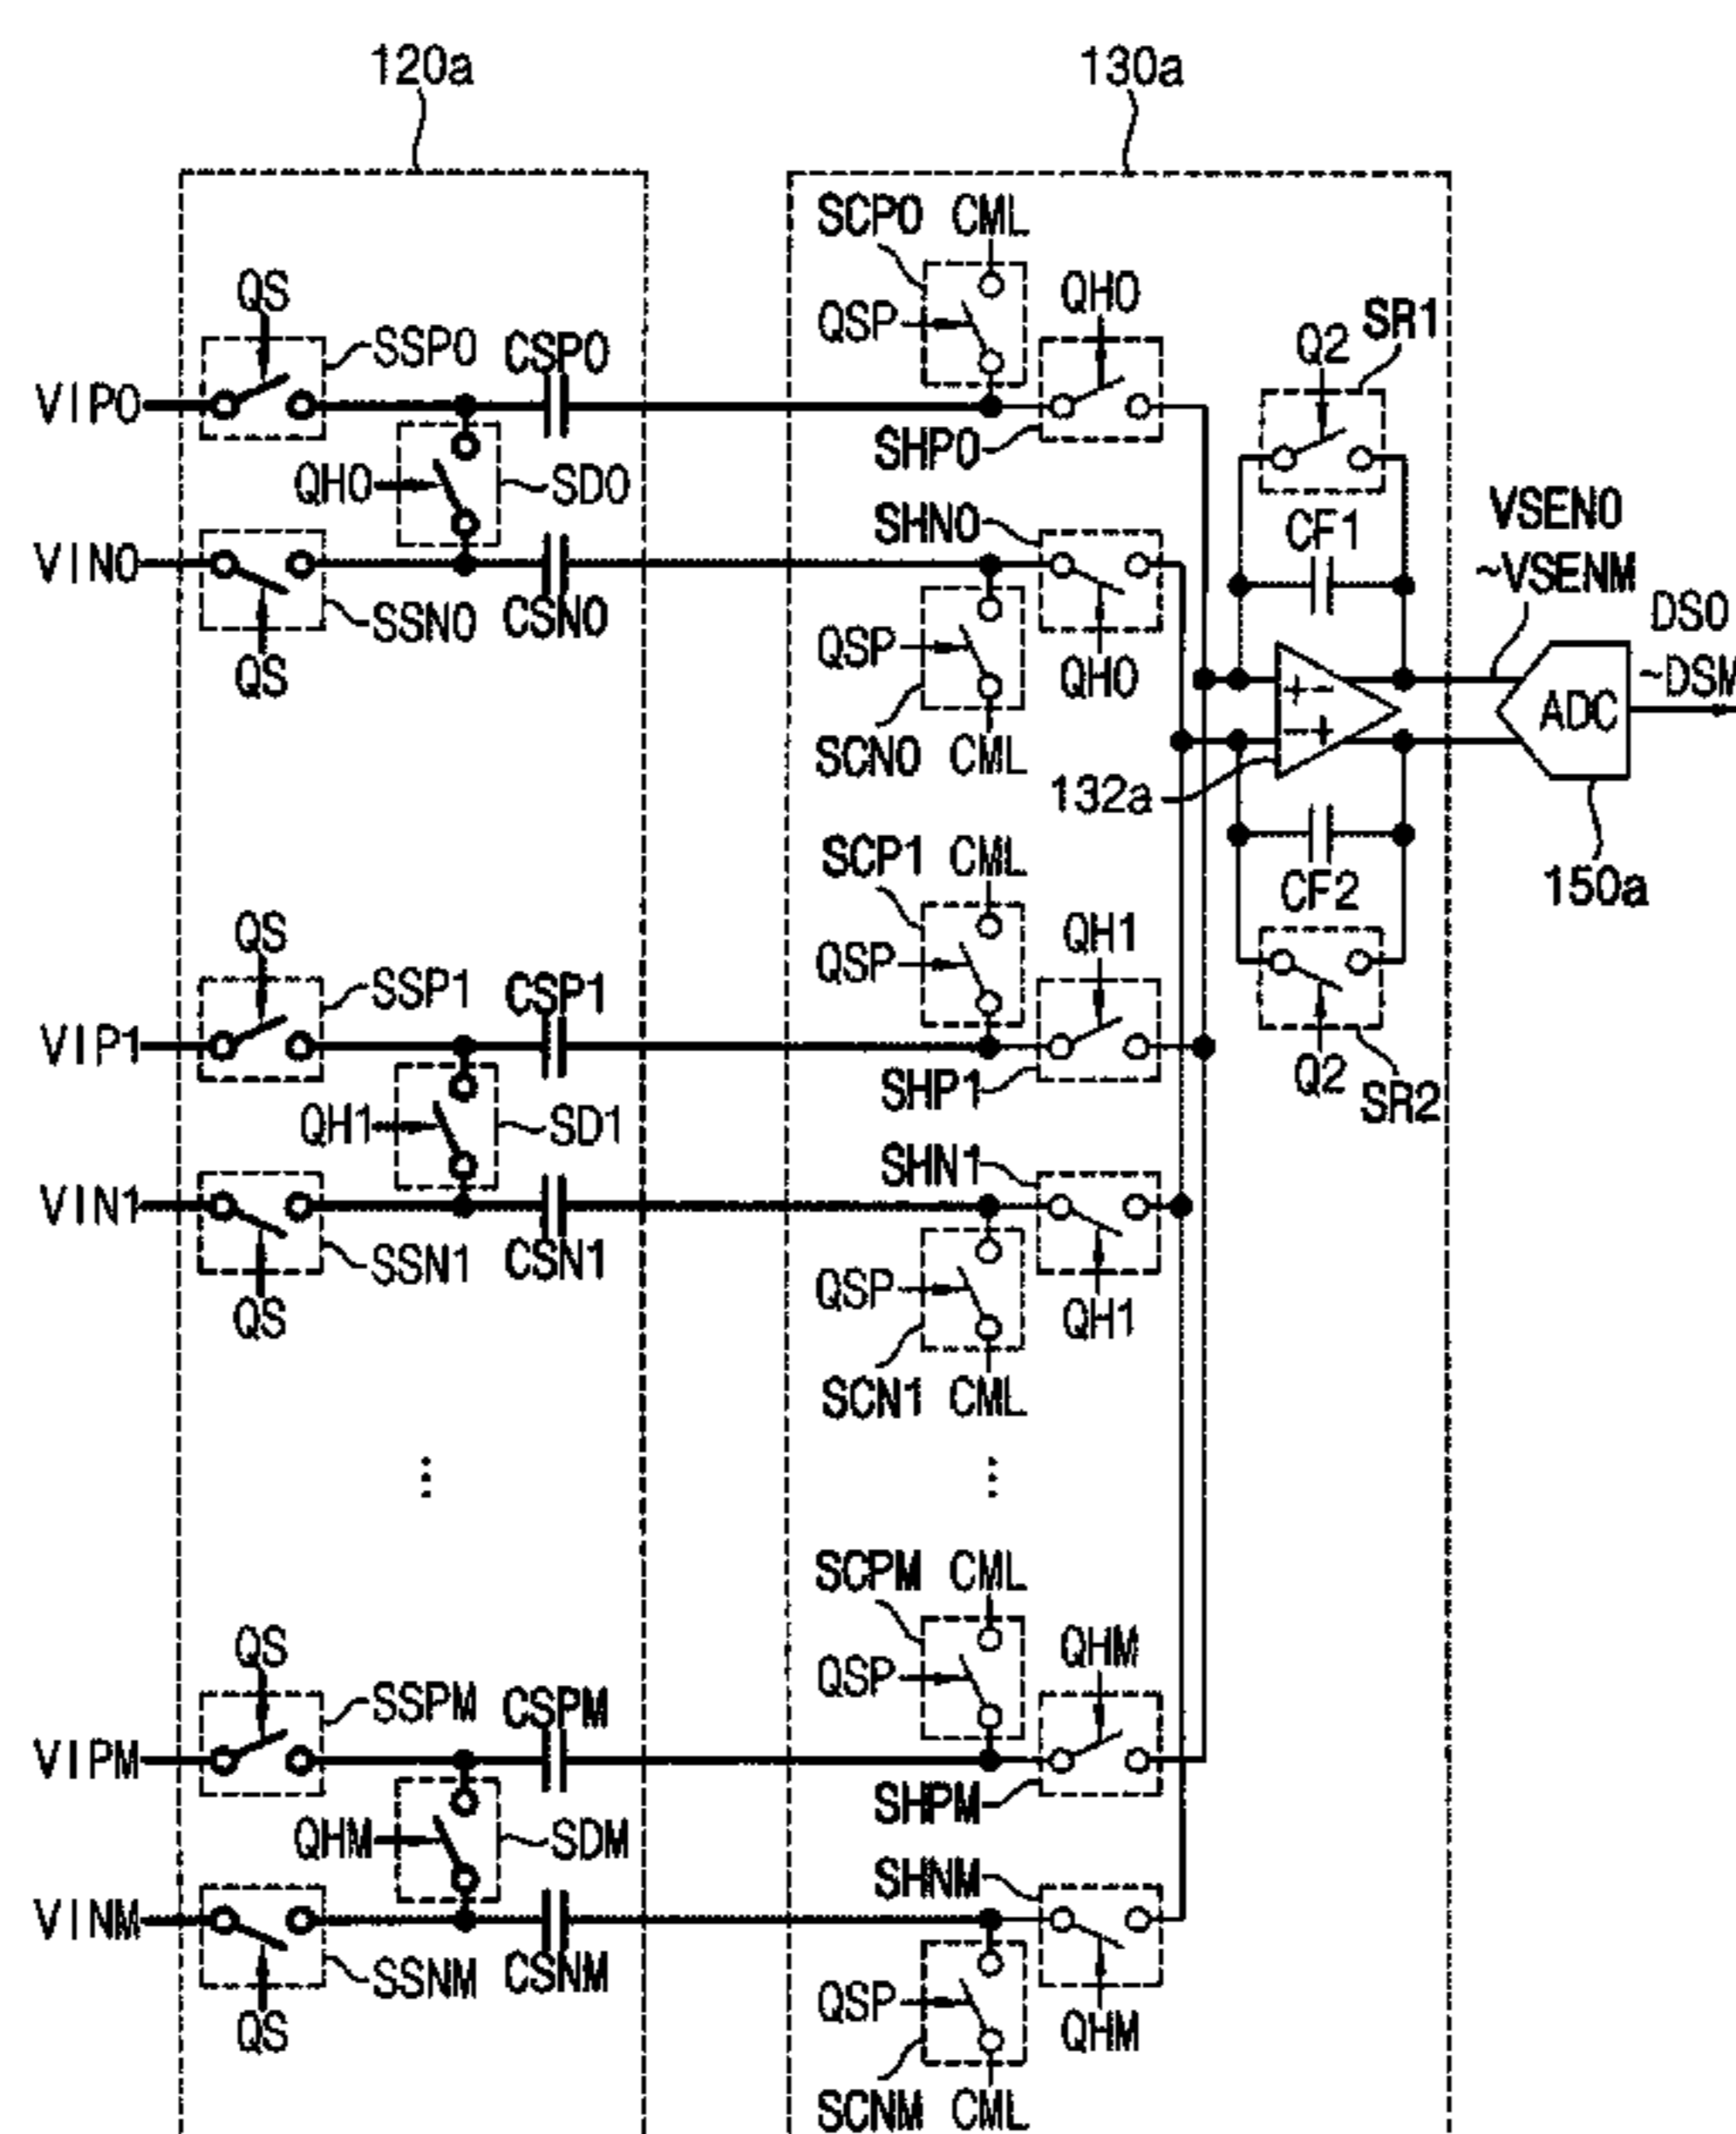 120a
130a
SCP0 CML
QS
SSP0
CSP0
QSP
QH0
Q2
SR1
VIP0
SHP0
QH0
SD0
CF1
VSEN0
~VSENM
SHN0
VIN0
SSN0
CSN0
QS
QSP
QH0
DS0
~DSM
ADC
SCN0 CML
132a
+-
-+
150a
CF2
SCP1 CML
QS
SSP1
CSP1
QSP
QH1
Q2
SR2
VIP1
SHP1
QH1
SD1
SHN1
VIN1
SSN1
CSN1
QS
QSP
QH1
SCN1 CML
⋮
⋮
SCPM CML
QS
SSPM
CSPM
QSP
QHM
VIPM
SHPM
QHM
SDM
SHNM
VINM
SSNM
CSNM
QS
QSP
QHM
SCNM CML